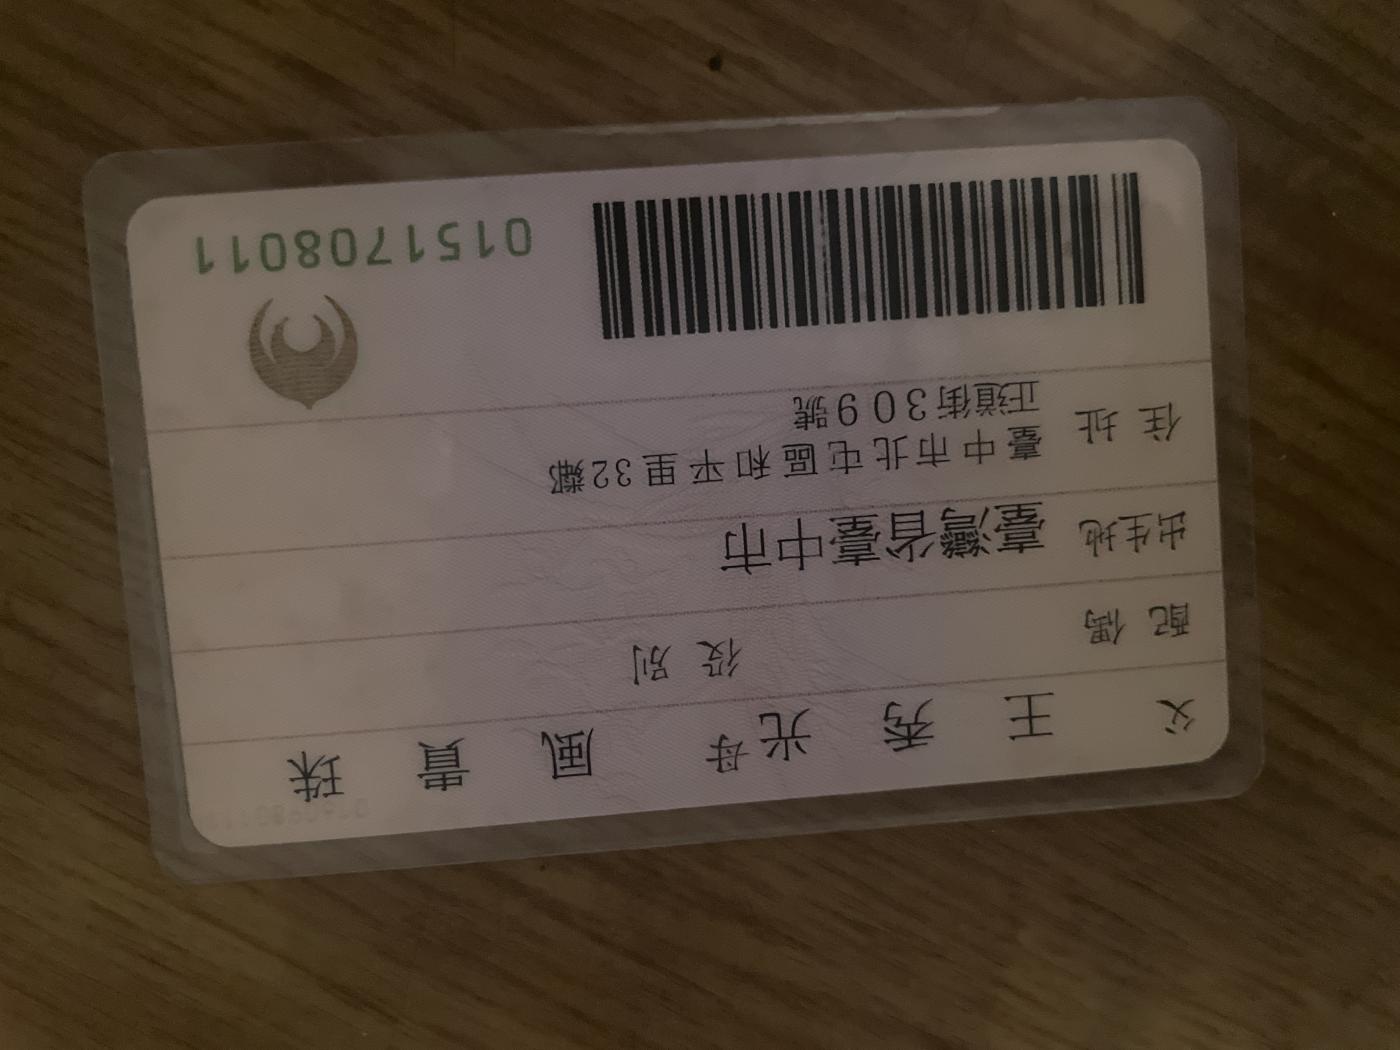 父 王秀光 母 風貴珠
配偶 役別
出生地 臺灣省臺中市
住址 臺中市北屯區和平里32鄰
正道街309號
0151708011